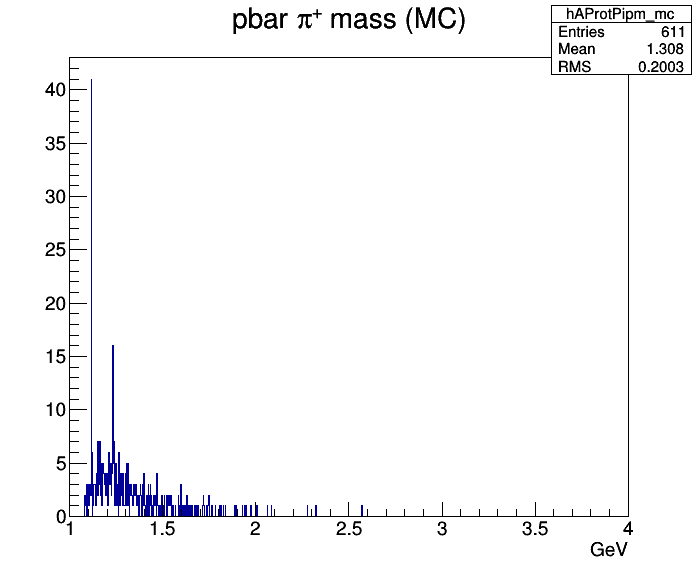 pbar π⁺ mass (MC)
hAProtPipm_mc
Entries 611
Mean 1.308
RMS 0.2003
40
35
30
25
20
15
10
5
0
1 1.5 2 2.5 3 3.5 4
GeV